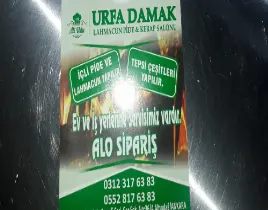 URFA DAMAK
LAHMACUN PİDE & KEBAP SALONU
İÇLİ PİDE VE
LAHMACUN YAPILIR.
TEPSİ ÇEŞİTLERİ
YAPILIR.
Ev ve iş yerlerine servisimiz vardır.
ALO SİPARİŞ
0312 317 63 83
0552 817 63 83